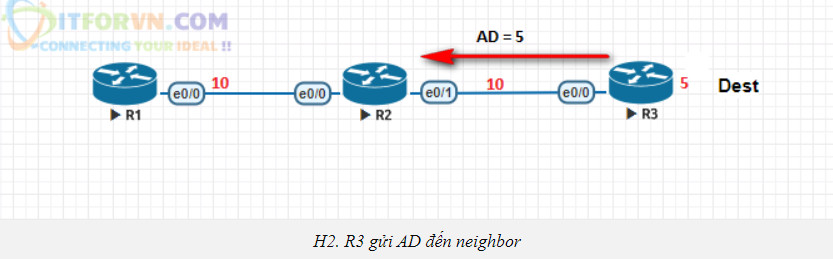 ITFORVN.COM
CONNECTING YOUR IDEAL !!
AD = 5
10
10
5
Dest
e0/0
e0/0
e0/1
e0/0
R1
R2
R3
H2. R3 gửi AD đến neighbor